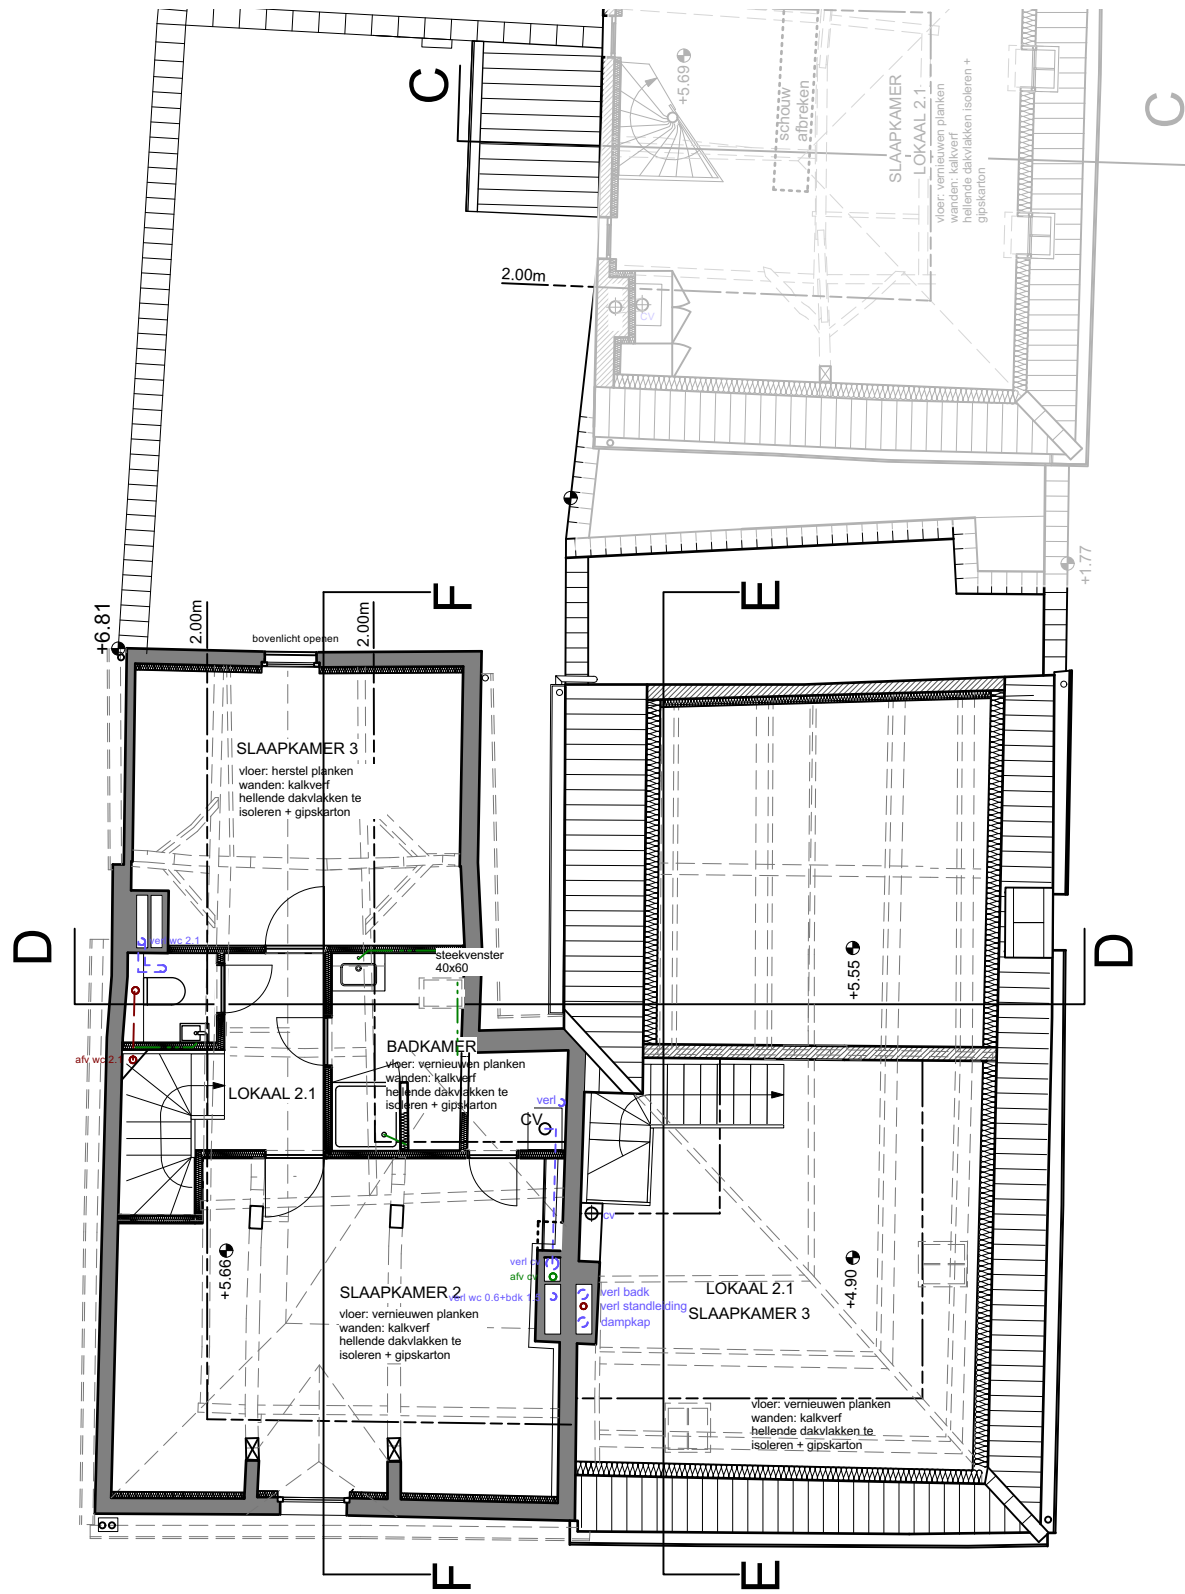 C
+5.69
schouw
afbreken
SLAAPKAMER
LOKAAL 2.1
vloer: vernieuwen planken
wanden: kalkverf
hellende dakvlakken isoleren +
gipskarton
C
2.00m
CV
+1.77
F
E
+6.81
2.00m
bovenlicht openen
2.00m
SLAAPKAMER 3
vloer: herstel planken
wanden: kalkverf
hellende dakvlakken te
isoleren + gipskarton
D
verl wc 2.1
steekvenster
40x60
+5.55
D
afv wc 2.1
BADKAMER
vloer: vernieuwen planken
wanden: kalkverf
hellende dakvlakken te
isoleren + gipskarton
LOKAAL 2.1
verl
CV
cv
+5.66
verl cv
afv cv
SLAAPKAMER 2
verl wc 0.6+bdk 1.
vloer: vernieuwen planken
wanden: kalkverf
hellende dakvlakken te
isoleren + gipskarton
verl badk
verl standleiding
dampkap
LOKAAL 2.1
SLAAPKAMER 3
+4.90
vloer: vernieuwen planken
wanden: kalkverf
hellende dakvlakken te
isoleren + gipskarton
F
E